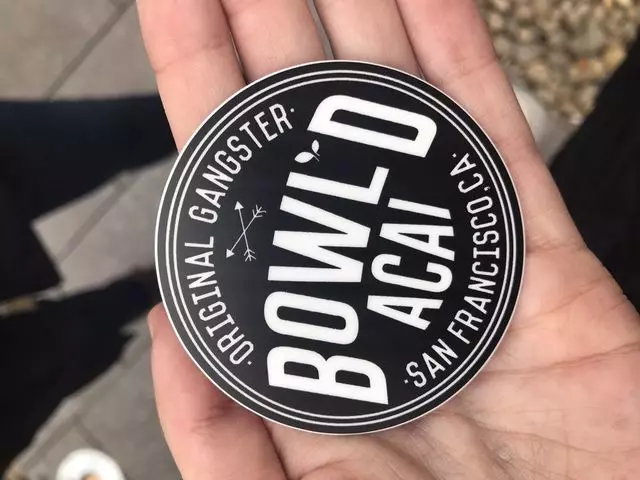 ·ORIGINAL GANGSTER·
BOWL'D
ACAI
·SAN FRANCISCO,CA·